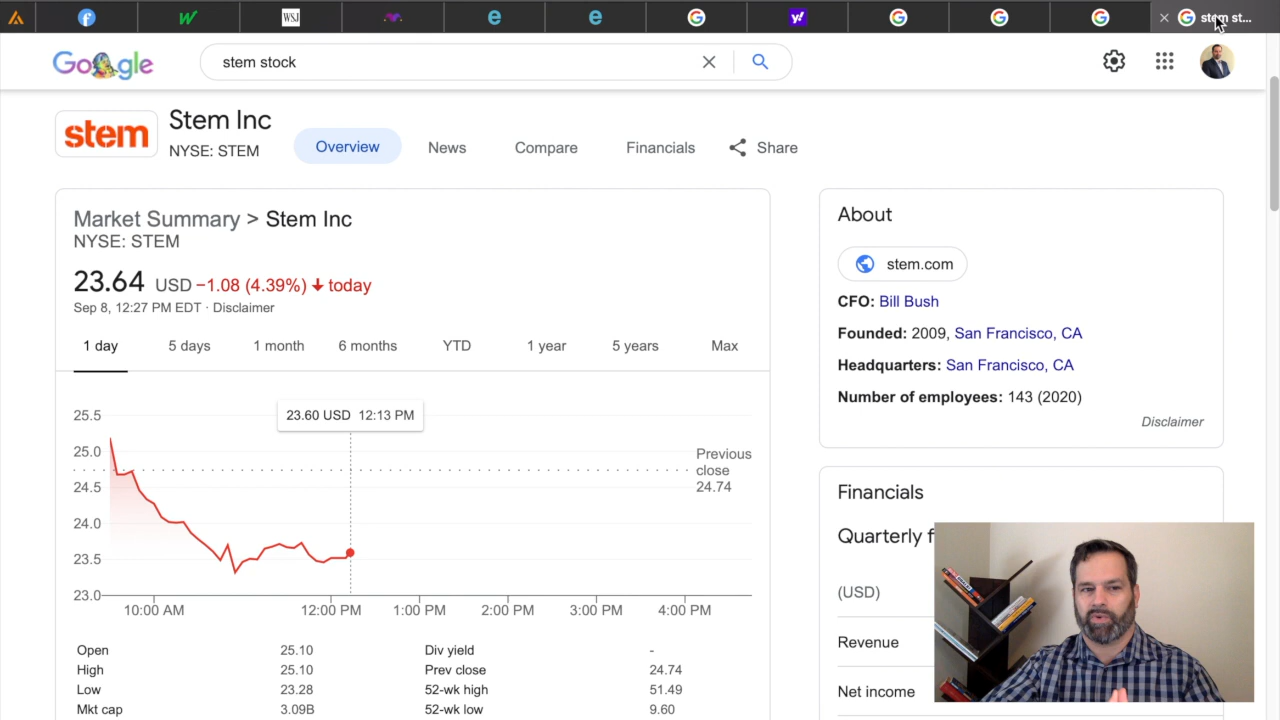 WSJ
stem st...
Google
stem stock
stem
Stem Inc
NYSE: STEM
Overview
News
Compare
Financials
Share
Market Summary > Stem Inc
NYSE: STEM
23.64 USD −1.08 (4.39%) today
Sep 8, 12:27 PM EDT · Disclaimer
1 day
5 days
1 month
6 months
YTD
1 year
5 years
Max
23.60 USD 12:13 PM
25.5
25.0
24.5
24.0
23.5
23.0
Previous
close
24.74
10:00 AM
12:00 PM
1:00 PM
2:00 PM
3:00 PM
4:00 PM
Open 25.10 Div yield -
High 25.10 Prev close 24.74
Low 23.28 52-wk high 51.49
Mkt cap 3.09B 52-wk low 9.60
About
stem.com
CFO: Bill Bush
Founded: 2009, San Francisco, CA
Headquarters: San Francisco, CA
Number of employees: 143 (2020)
Disclaimer
Financials
Quarterly f
(USD)
Revenue
Net income